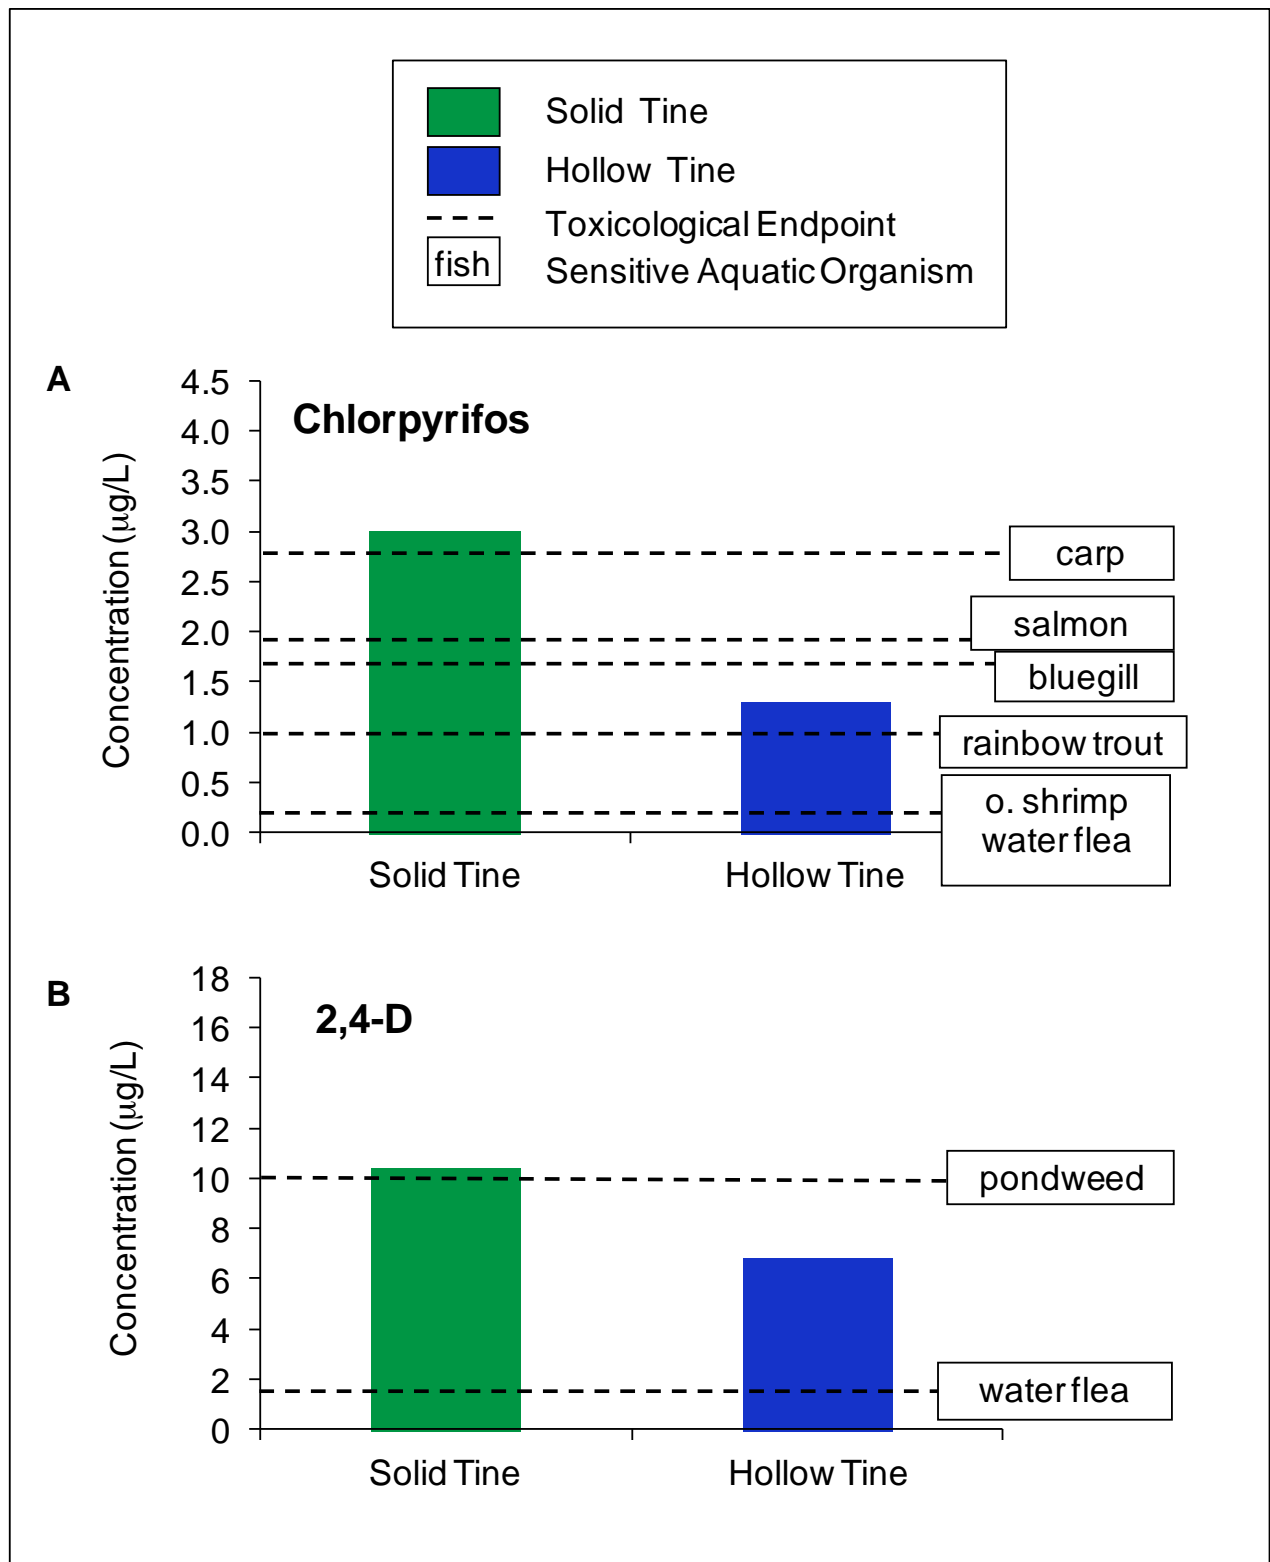 Solid Tine
Hollow Tine
Toxicological Endpoint
fish
Sensitive Aquatic Organism
A
Chlorpyrifos
Concentration (μg/L)
4.5
4.0
3.5
3.0
2.5
2.0
1.5
1.0
0.5
0.0
carp
salmon
bluegill
rainbow trout
o. shrimp
water flea
Solid Tine
Hollow Tine
B
2,4-D
Concentration (μg/L)
18
16
14
12
10
8
6
4
2
0
pondweed
water flea
Solid Tine
Hollow Tine